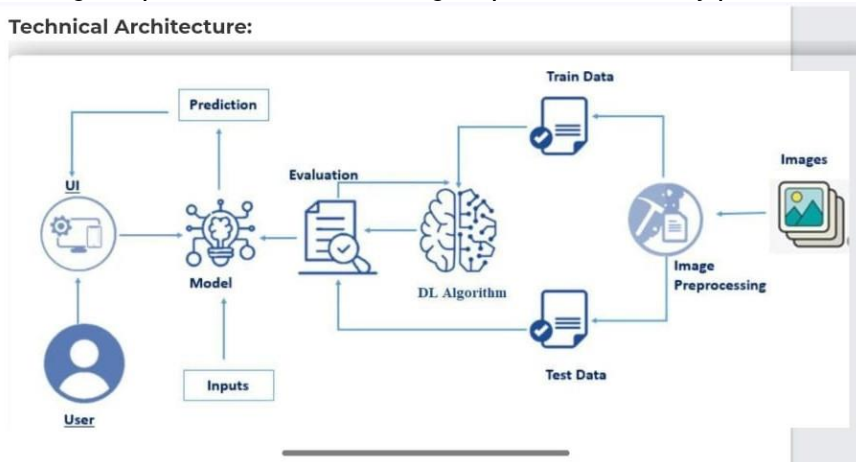 Technical Architecture:
Train Data
Prediction
Images
Evaluation
UI
Image
Preprocessing
Model
DL Algorithm
Test Data
Inputs
User